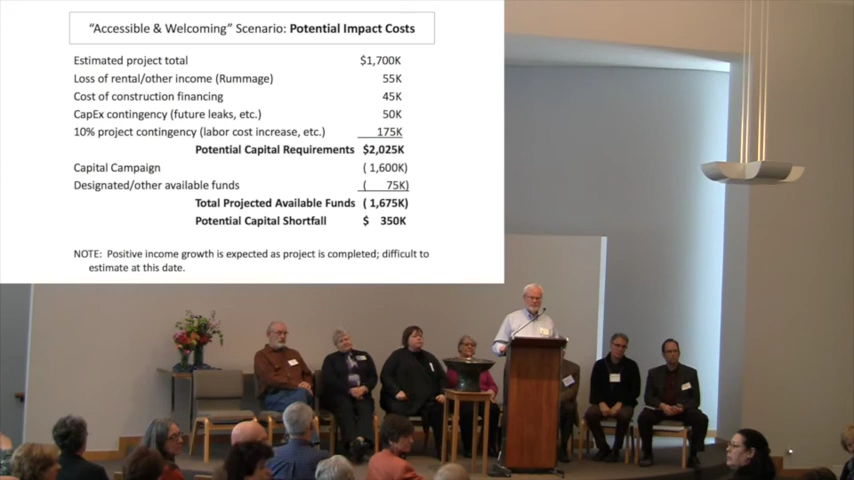 “Accessible & Welcoming” Scenario: Potential Impact Costs
Estimated project total $1,700K
Loss of rental/other income (Rummage) 55K
Cost of construction financing 45K
CapEx contingency (future leaks, etc.) 50K
10% project contingency (labor cost increase, etc.) 175K
Potential Capital Requirements $2,025K
Capital Campaign ( 1,600K)
Designated/other available funds ( 75K)
Total Projected Available Funds ( 1,675K)
Potential Capital Shortfall $ 350K
NOTE: Positive income growth is expected as project is completed; difficult to
estimate at this date.